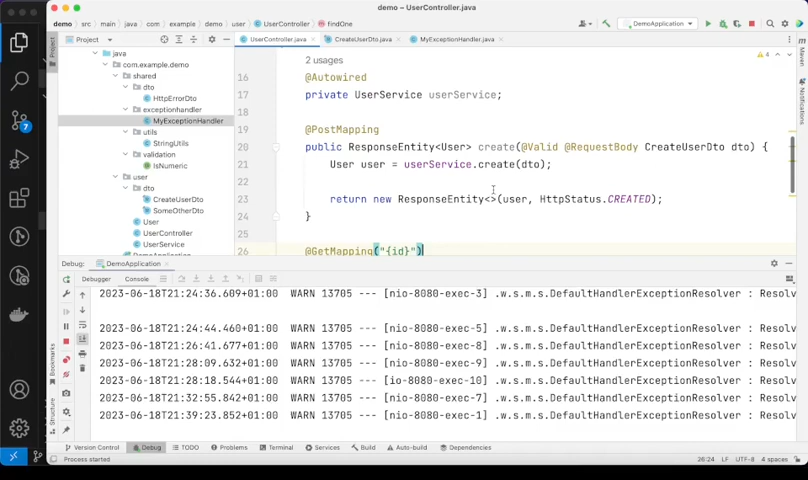 demo – UserController.java
demo
src
main
java
com
example
demo
user
UserController
FindOne
DemoApplication
Project
UserController.java
CreateUserDto.java
MyExceptionHandler.java
java
com.example.demo
shared
dto
HttpErrorDto
exceptionhandler
MyExceptionHandler
utils
StringUtils
validation
IsNumeric
user
dto
CreateUserDto
SomeOtherDto
User
UserController
UserService
DemoApplication
2 usages
4
16 @Autowired
17 private UserService userService;
18
19 @PostMapping
20 public ResponseEntity<User> create(@Valid @RequestBody CreateUserDto dto) {
21 User user = userService.create(dto);
22
23 return new ResponseEntity<>(user, HttpStatus.CREATED);
24 }
26 @GetMapping("{id}")
Project
Bookmarks
Structure
Maven
Notifications
7
Debug:
DemoApplication
Debugger
Console
2023-06-18T21:24:36.609+01:00 WARN 13705 --- [nio-8080-exec-3] .w.s.m.s.DefaultHandlerExceptionResolver : Resolv
2023-06-18T21:24:44.460+01:00 WARN 13705 --- [nio-8080-exec-5] .w.s.m.s.DefaultHandlerExceptionResolver : Resolv
2023-06-18T21:26:41.677+01:00 WARN 13705 --- [nio-8080-exec-8] .w.s.m.s.DefaultHandlerExceptionResolver : Resolv
2023-06-18T21:28:09.632+01:00 WARN 13705 --- [nio-8080-exec-9] .w.s.m.s.DefaultHandlerExceptionResolver : Resolv
2023-06-18T21:28:18.544+01:00 WARN 13705 --- [io-8080-exec-10] .w.s.m.s.DefaultHandlerExceptionResolver : Resolv
2023-06-18T21:32:55.842+01:00 WARN 13705 --- [nio-8080-exec-7] .w.s.m.s.DefaultHandlerExceptionResolver : Resolv
2023-06-18T21:39:23.852+01:00 WARN 13705 --- [nio-8080-exec-1] .w.s.m.s.DefaultHandlerExceptionResolver : Resolv
Version Control
Debug
TODO
Problems
Terminal
Services
Build
Auto-build
Dependencies
Process started
26:24 LF UTF-8 4 spaces